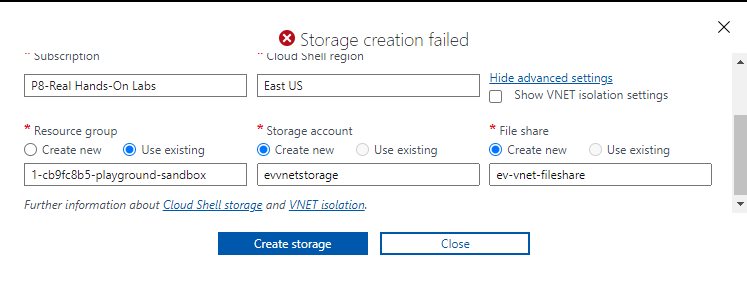 Storage creation failed
* Subscription
* Cloud Shell region
P8-Real Hands-On Labs
East US
Hide advanced settings
Show VNET isolation settings
* Resource group
* Storage account
* File share
Create new Use existing
Create new Use existing
Create new Use existing
1-cb9fc8b5-playground-sandbox
evvnetstorage
ev-vnet-fileshare
Further information about Cloud Shell storage and VNET isolation.
Create storage
Close